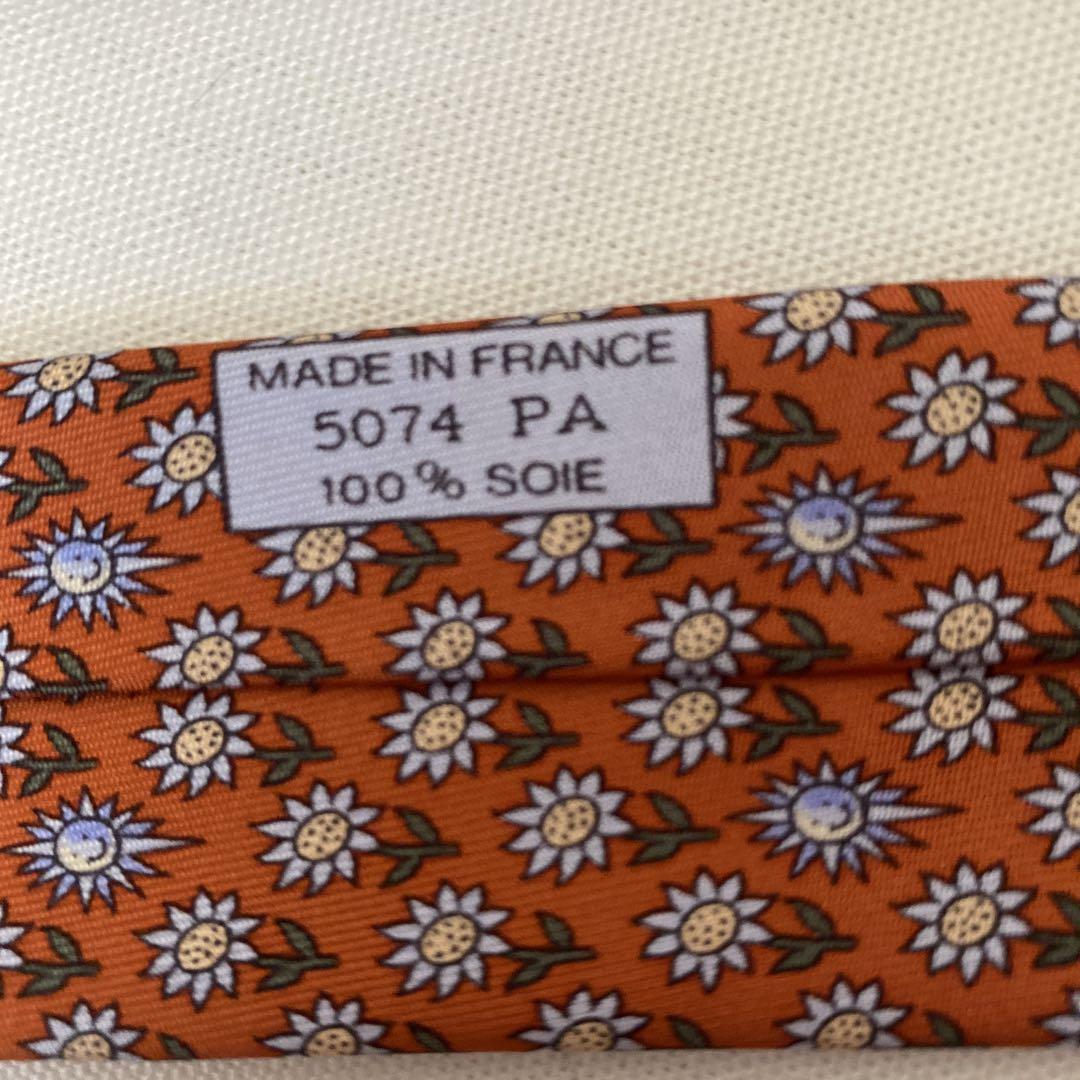 MADE IN FRANCE
5074 PA
100% SOIE